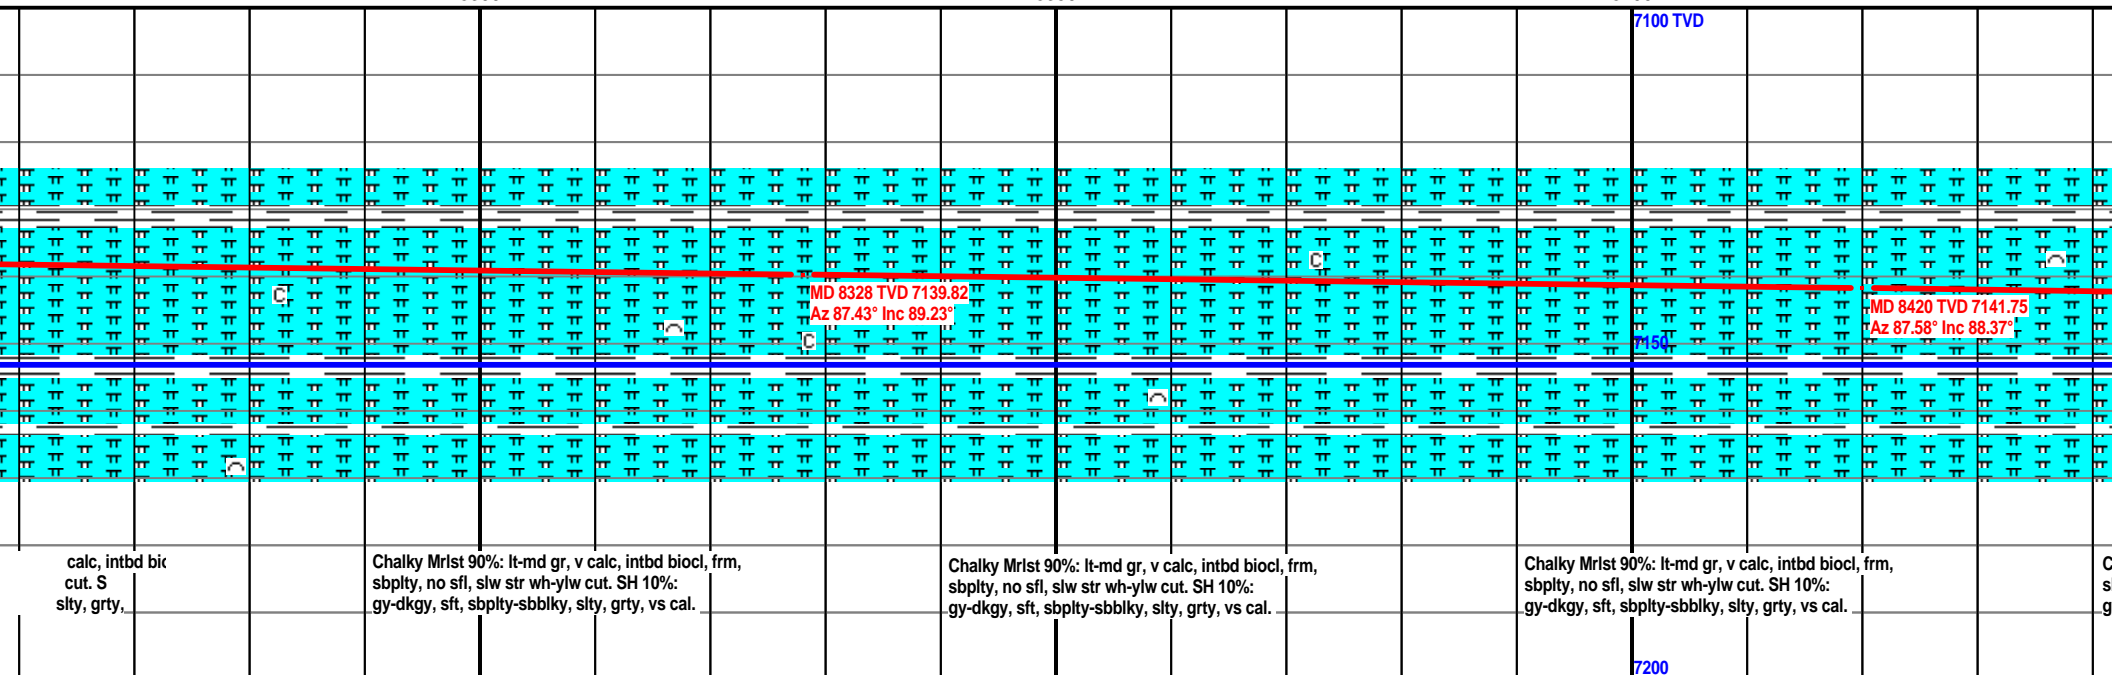 7100 TVD
C
C
MD 8328 TVD 7139.82
Az 87.43° Inc 89.23°
C
MD 8420 TVD 7141.75
Az 87.58° Inc 88.37°
7150
calc, intbd bio
cut. S
slty, grty,
Chalky Mrlst 90%: lt-md gr, v calc, intbd biocl, frm,
sbplty, no sfl, slw str wh-ylw cut. SH 10%:
gy-dkgy, sft, sbplty-sbblky, slty, grty, vs cal.
Chalky Mrlst 90%: lt-md gr, v calc, intbd biocl, frm,
sbplty, no sfl, slw str wh-ylw cut. SH 10%:
gy-dkgy, sft, sbplty-sbblky, slty, grty, vs cal.
Chalky Mrlst 90%: lt-md gr, v calc, intbd biocl, frm,
sbplty, no sfl, slw str wh-ylw cut. SH 10%:
gy-dkgy, sft, sbplty-sbblky, slty, grty, vs cal.
C
s
g
7200